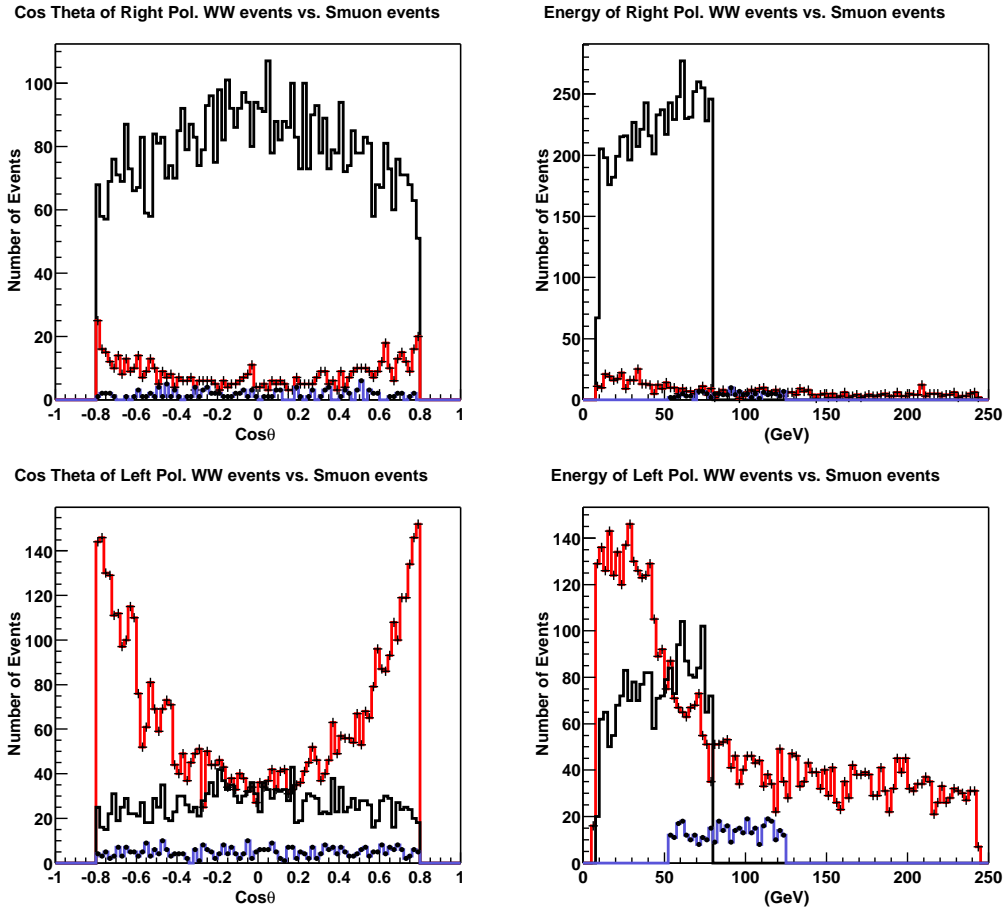 Cos Theta of Right Pol. WW events vs. Smuon events
Number of Events
100
80
60
40
20
0
-1 -0.8 -0.6 -0.4 -0.2 0 0.2 0.4 0.6 0.8 1
Cosθ
Energy of Right Pol. WW events vs. Smuon events
Number of Events
250
200
150
100
50
0
0 50 100 150 200 250
(GeV)
Cos Theta of Left Pol. WW events vs. Smuon events
Number of Events
140
120
100
80
60
40
20
0
-1 -0.8 -0.6 -0.4 -0.2 0 0.2 0.4 0.6 0.8 1
Cosθ
Energy of Left Pol. WW events vs. Smuon events
Number of Events
140
120
100
80
60
40
20
0
0 50 100 150 200 250
(GeV)